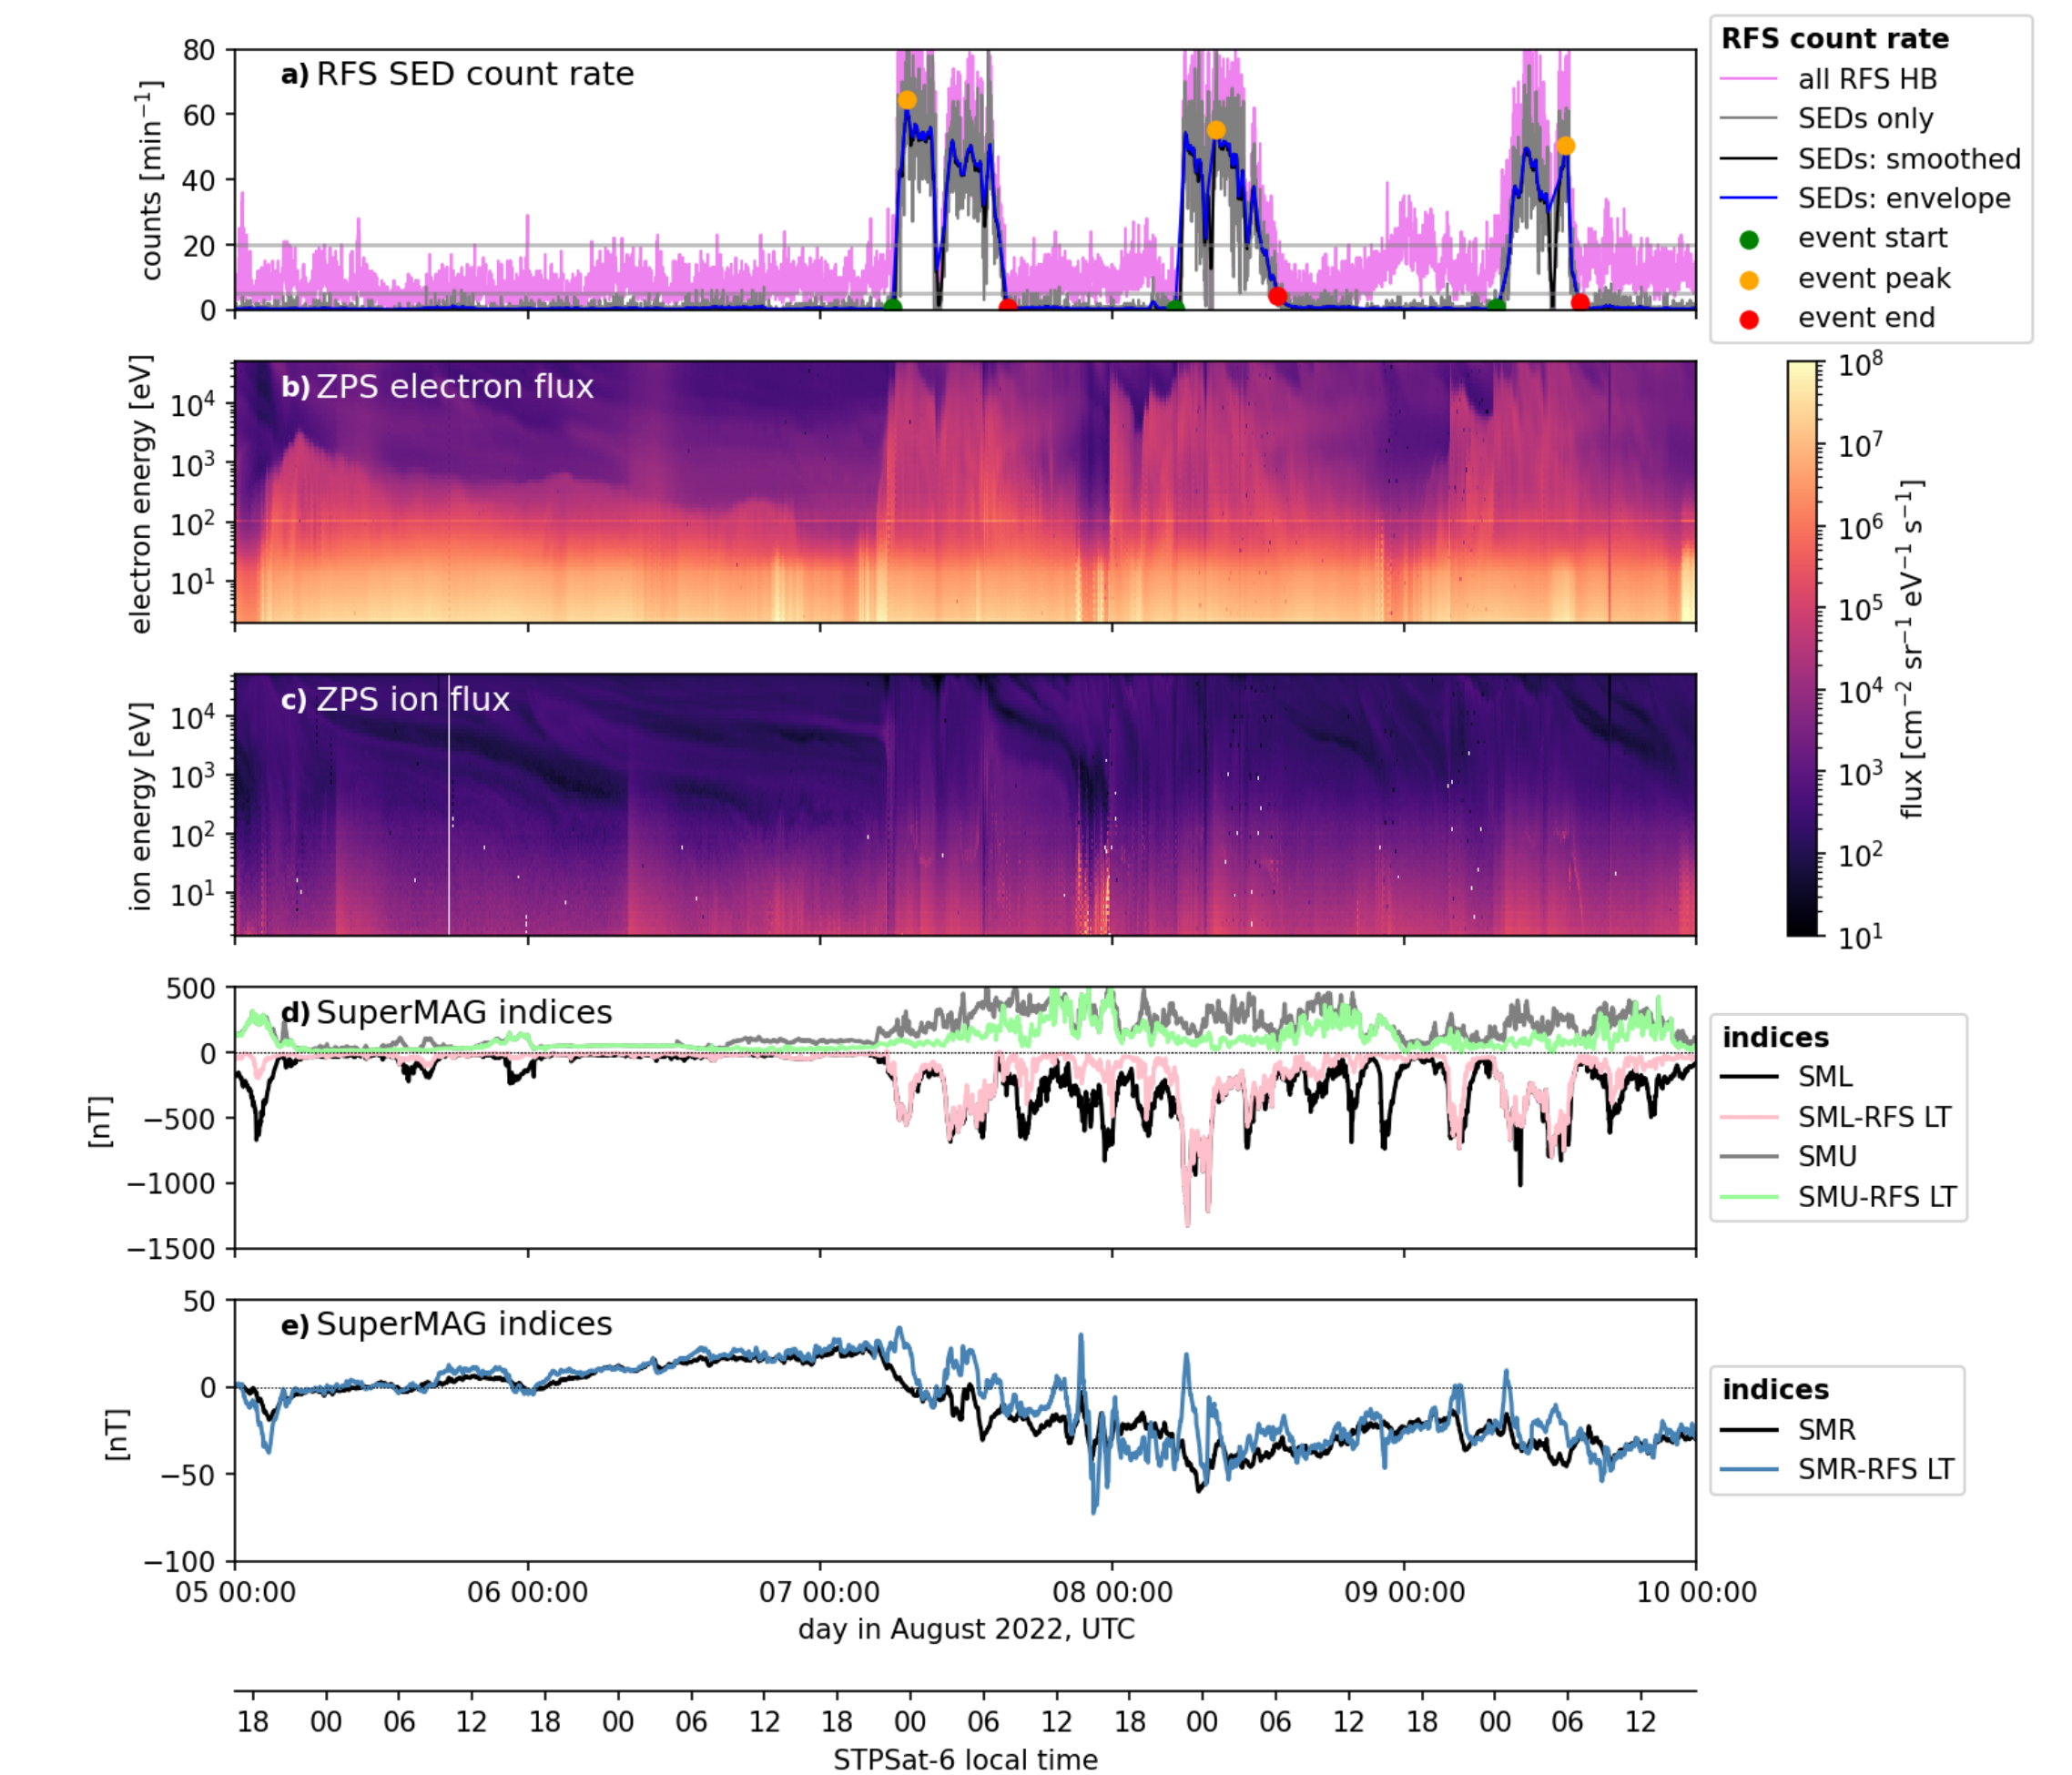 a) RFS SED count rate
counts [min⁻¹]
80
60
40
20
0
RFS count rate
all RFS HB
SEDs only
SEDs: smoothed
SEDs: envelope
event start
event peak
event end
b) ZPS electron flux
electron energy [eV]
10⁴
10³
10²
10¹
c) ZPS ion flux
ion energy [eV]
10⁴
10³
10²
10¹
10⁸
10⁷
10⁶
10⁵
10⁴
10³
10²
10¹
flux [cm⁻² sr⁻¹ eV⁻¹ s⁻¹]
d) SuperMAG indices
[nT]
500
0
−500
−1000
−1500
indices
SML
SML-RFS LT
SMU
SMU-RFS LT
e) SuperMAG indices
[nT]
50
0
−50
−100
indices
SMR
SMR-RFS LT
05 00:00 06 00:00 07 00:00 08 00:00 09 00:00 10 00:00
day in August 2022, UTC
18 00 06 12 18 00 06 12 00 06 12 18 00 06 12 18 00 06 12
STPSat-6 local time